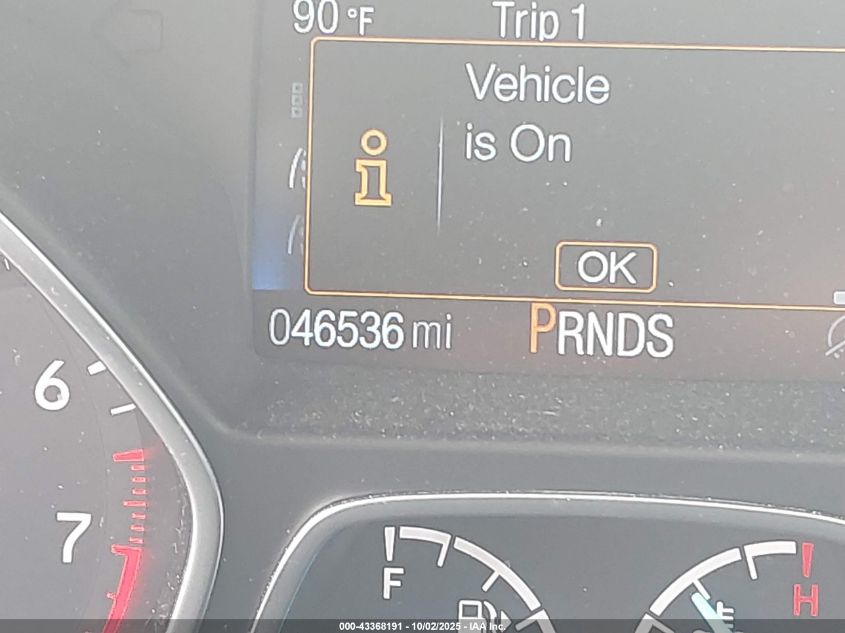 90 °F Trip 1
Vehicle
is On
i
OK
046536 mi PRNDS
6
7
F H
000-43368191 - 10/02/2025 - IAA Inc.